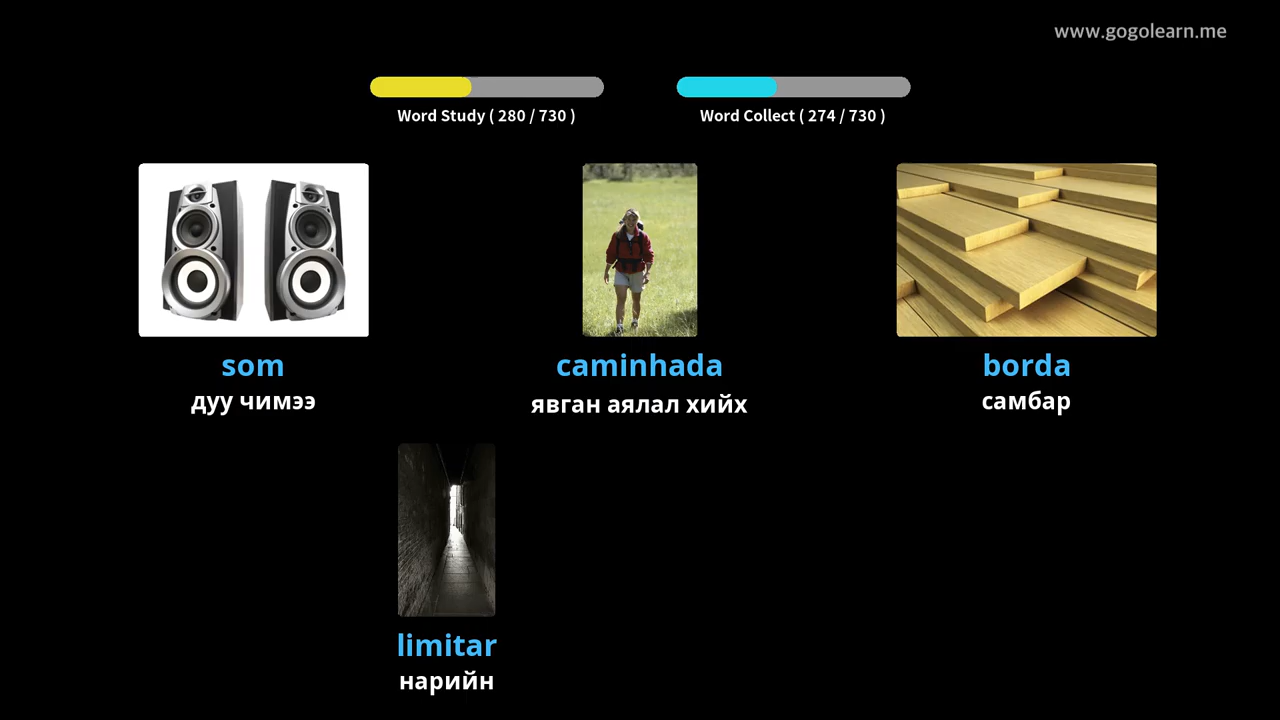 www.gogolearn.me
Word Study ( 280 / 730 )
Word Collect ( 274 / 730 )
som
дуу чимээ
caminhada
явган аялал хийх
borda
самбар
limitar
нарийн